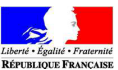 Liberté • Égalité • Fraternité
RÉPUBLIQUE FRANÇAISE